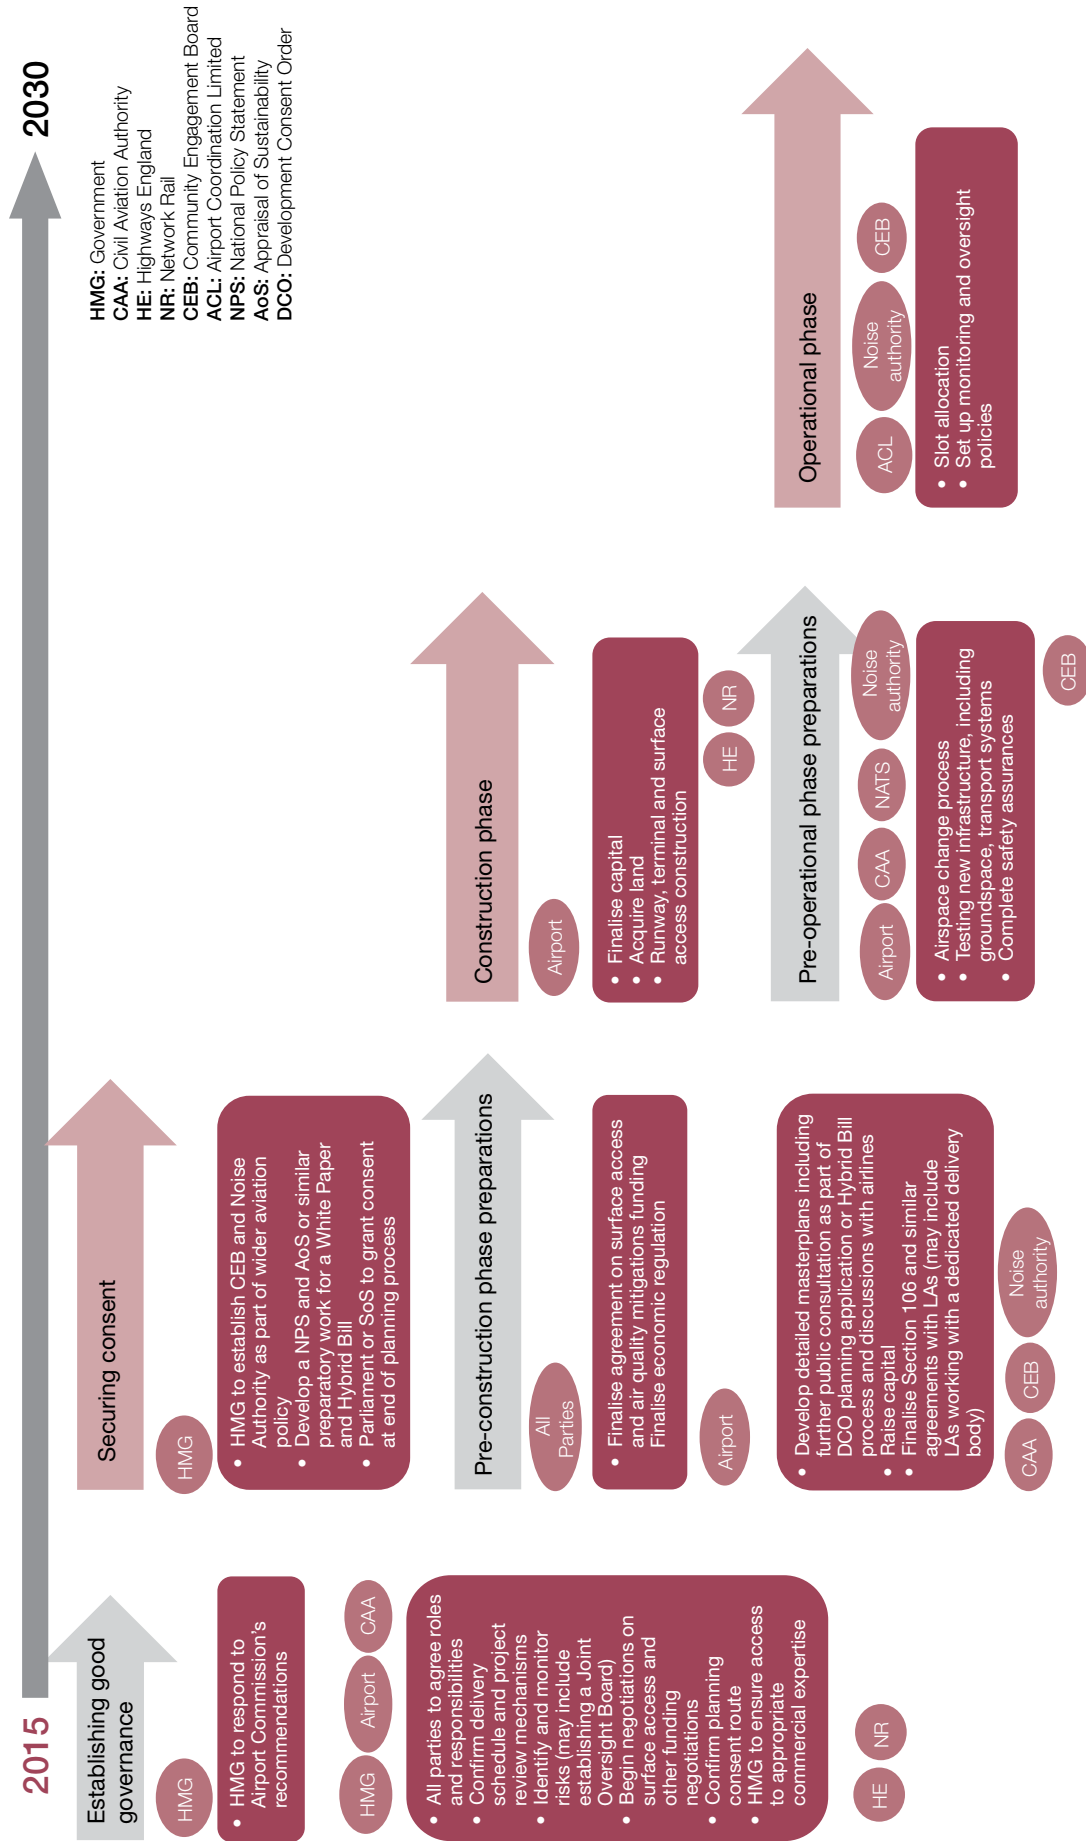 2015
2030
HMG: Government
CAA: Civil Aviation Authority
HE: Highways England
NR: Network Rail
CEB: Community Engagement Board
ACL: Airport Coordination Limited
NPS: National Policy Statement
AoS: Appraisal of Sustainability
DCO: Development Consent Order
Establishing good
governance
HMG
• HMG to respond to
Airport Commission's
recommendations
HMG
Airport
CAA
• All parties to agree roles
and responsibilities
• Confirm delivery
schedule and project
review mechanisms
• Identify and monitor
risks (may include
establishing a Joint
Oversight Board)
• Begin negotiations on
surface access and
other funding
negotiations
• Confirm planning
consent route
• HMG to ensure access
to appropriate
commercial expertise
HE
NR
Securing consent
HMG
• HMG to establish CEB and Noise
Authority as part of wider aviation
policy
• Develop a NPS and AoS or similar
preparatory work for a White Paper
and Hybrid Bill
• Parliament or SoS to grant consent
at end of planning process
Pre-construction phase preparations
All
Parties
• Finalise agreement on surface access
and air quality mitigations funding
Finalise economic regulation
Airport
• Develop detailed masterplans including
further public consultation as part of
DCO planning application or Hybrid Bill
process and discussions with airlines
• Raise capital
• Finalise Section 106 and similar
agreements with LAs (may include
LAs working with a dedicated delivery
body)
CAA
CEB
Noise
authority
Construction phase
Airport
• Finalise capital
• Acquire land
• Runway, terminal and surface
access construction
HE
NR
Pre-operational phase preparations
Airport
CAA
NATS
Noise
authority
• Airspace change process
• Testing new infrastructure, including
groundspace, transport systems
• Complete safety assurances
CEB
Operational phase
ACL
Noise
authority
CEB
• Slot allocation
• Set up monitoring and oversight
policies